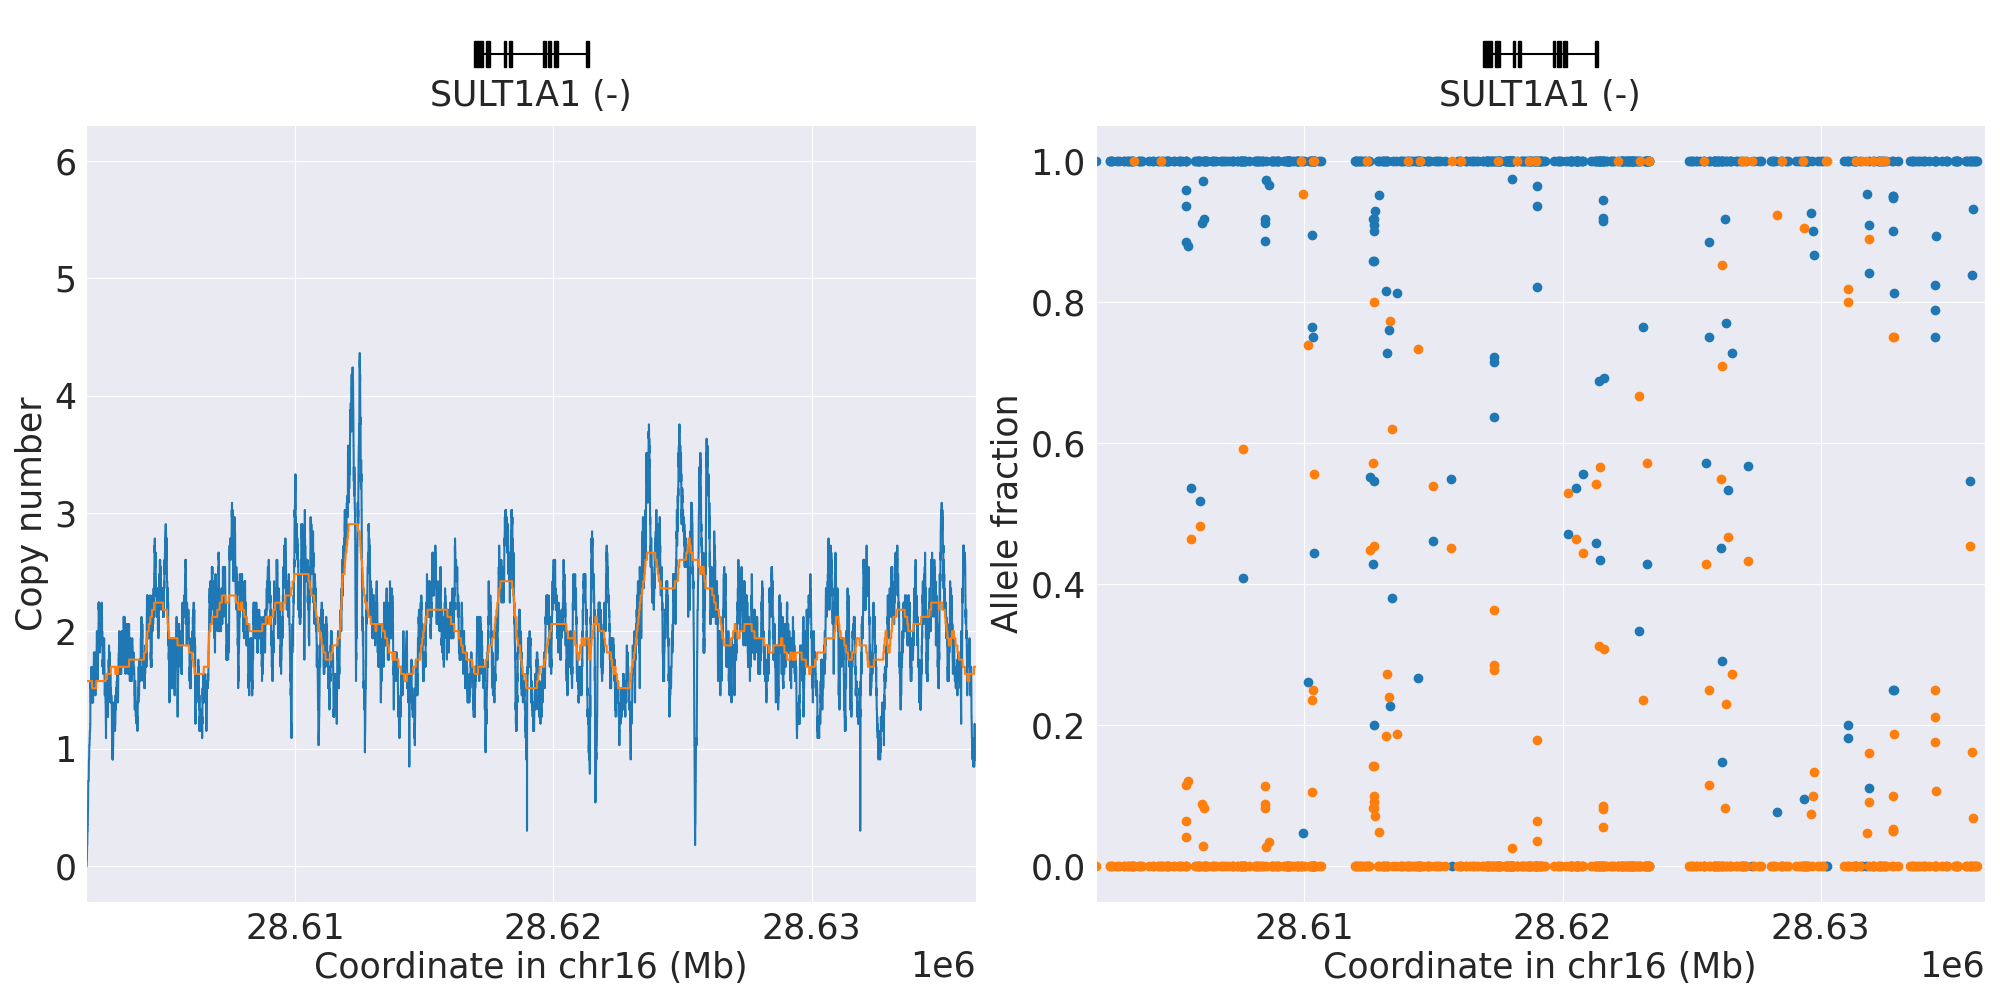 SULT1A1 (-)
6
5
4
3
2
1
0
Copy number
28.61
28.62
28.63
Coordinate in chr16 (Mb)
1e6
SULT1A1 (-)
1.0
0.8
0.6
0.4
0.2
0.0
Allele fraction
28.61
28.62
28.63
Coordinate in chr16 (Mb)
1e6